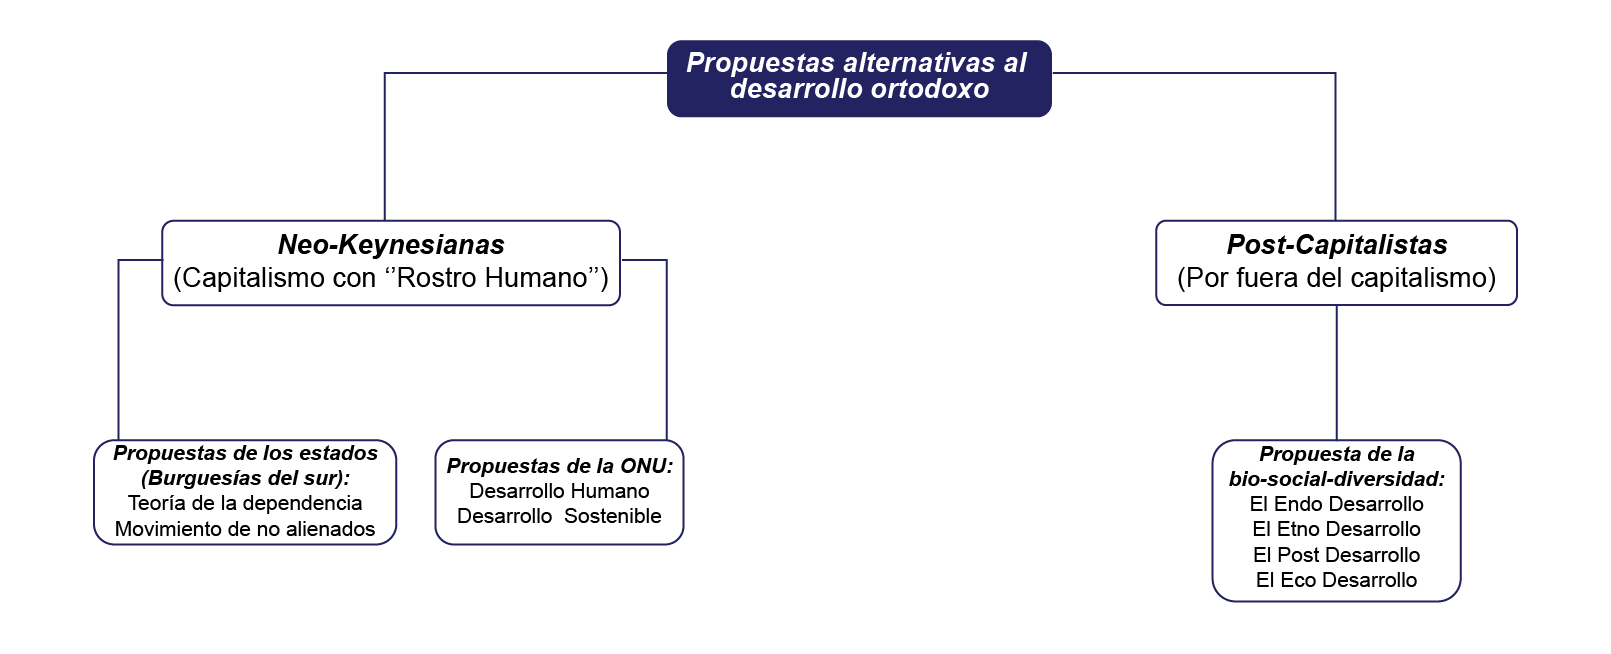 Propuestas alternativas al
desarrollo ortodoxo
Neo-Keynesianas
(Capitalismo con ‘’Rostro Humano’’)
Post-Capitalistas
(Por fuera del capitalismo)
Propuestas de los estados
(Burguesías del sur):
Teoría de la dependencia
Movimiento de no alienados
Propuestas de la ONU:
Desarrollo Humano
Desarrollo Sostenible
Propuesta de la
bio-social-diversidad:
El Endo Desarrollo
El Etno Desarrollo
El Post Desarrollo
El Eco Desarrollo